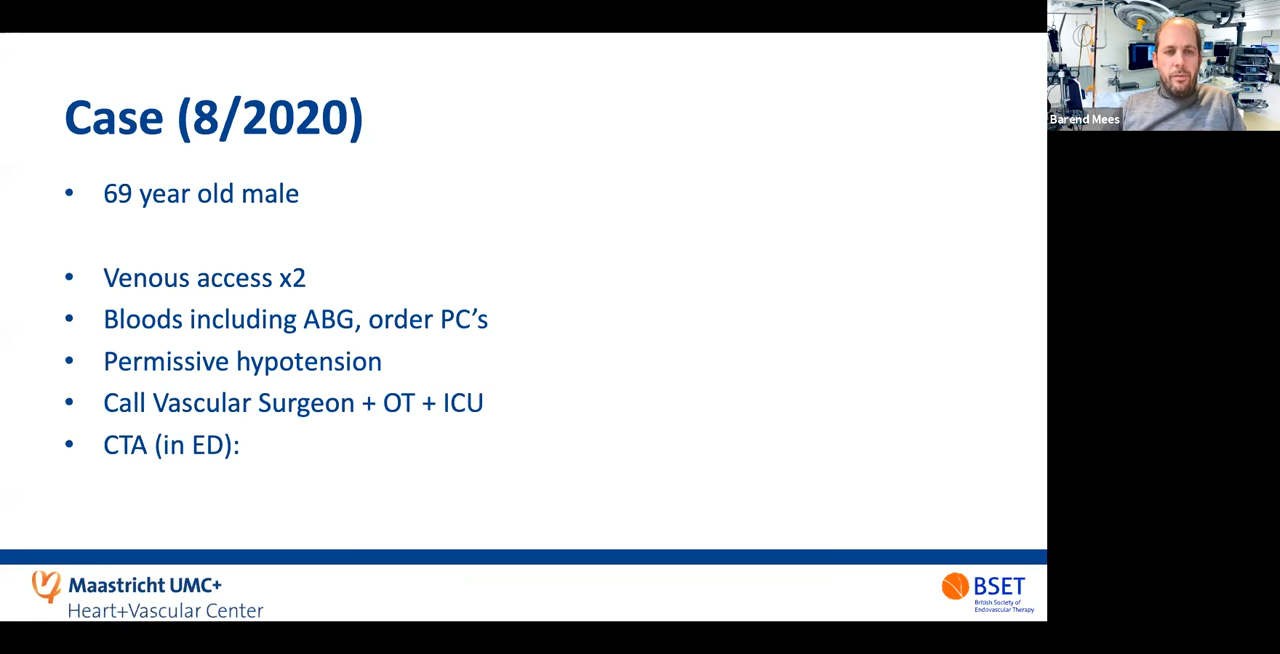 Case (8/2020)
• 69 year old male
• Venous access x2
• Bloods including ABG, order PC’s
• Permissive hypotension
• Call Vascular Surgeon + OT + ICU
• CTA (in ED):
Maastricht UMC+
Heart+Vascular Center
BSET
British Society of
Endovascular Therapy
Barend Mees